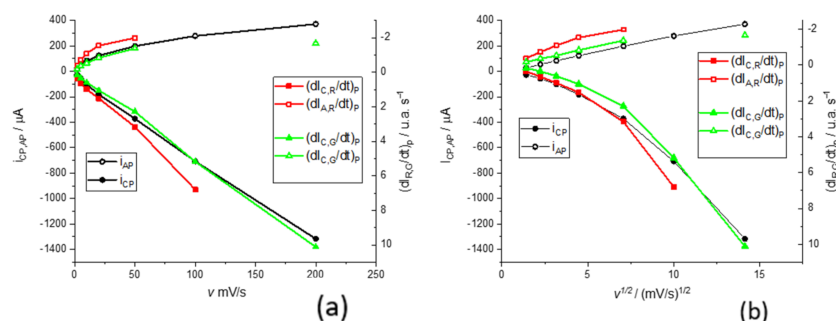 400
200
0
-200
-400
-600
-800
-1000
-1200
-1400
0 50 100 150 200 250
-2
0
2
4
6
8
10
i_CP,AP / µA
v mV/s
(dI_R,G/dt)_p / u.a. s⁻¹
(dI_C,R/dt)_P
(dI_A,R/dt)_P
(dI_C,G/dt)_P
(dI_C,G/dt)_P
i_AP
i_CP
(a)
400
200
0
-200
-400
-600
-800
-1000
-1200
-1400
0 5 10 15
-2
0
2
4
6
8
10
I_CP,AP / µA
v^1/2 / (mV/s)^1/2
(dI_R,G/dt)_p / u.a. s⁻¹
(dI_C,R/dt)_P
(dI_A,R/dt)_P
(dI_C,G/dt)_P
(dI_C,G/dt)_P
i_CP
i_AP
(b)